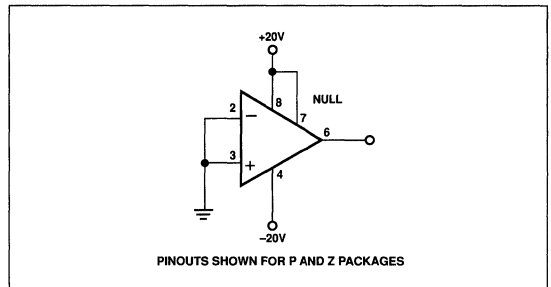 +20V
8
NULL
2
−
7
6
3
+
4
−20V
PINOUTS SHOWN FOR P AND Z PACKAGES